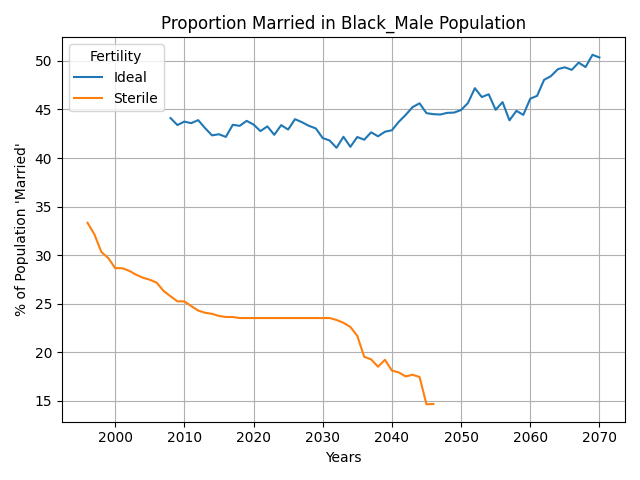 Proportion Married in Black_Male Population
Fertility
Ideal
Sterile
% of Population 'Married'
50
45
40
35
30
25
20
15
2000 2010 2020 2030 2040 2050 2060 2070
Years